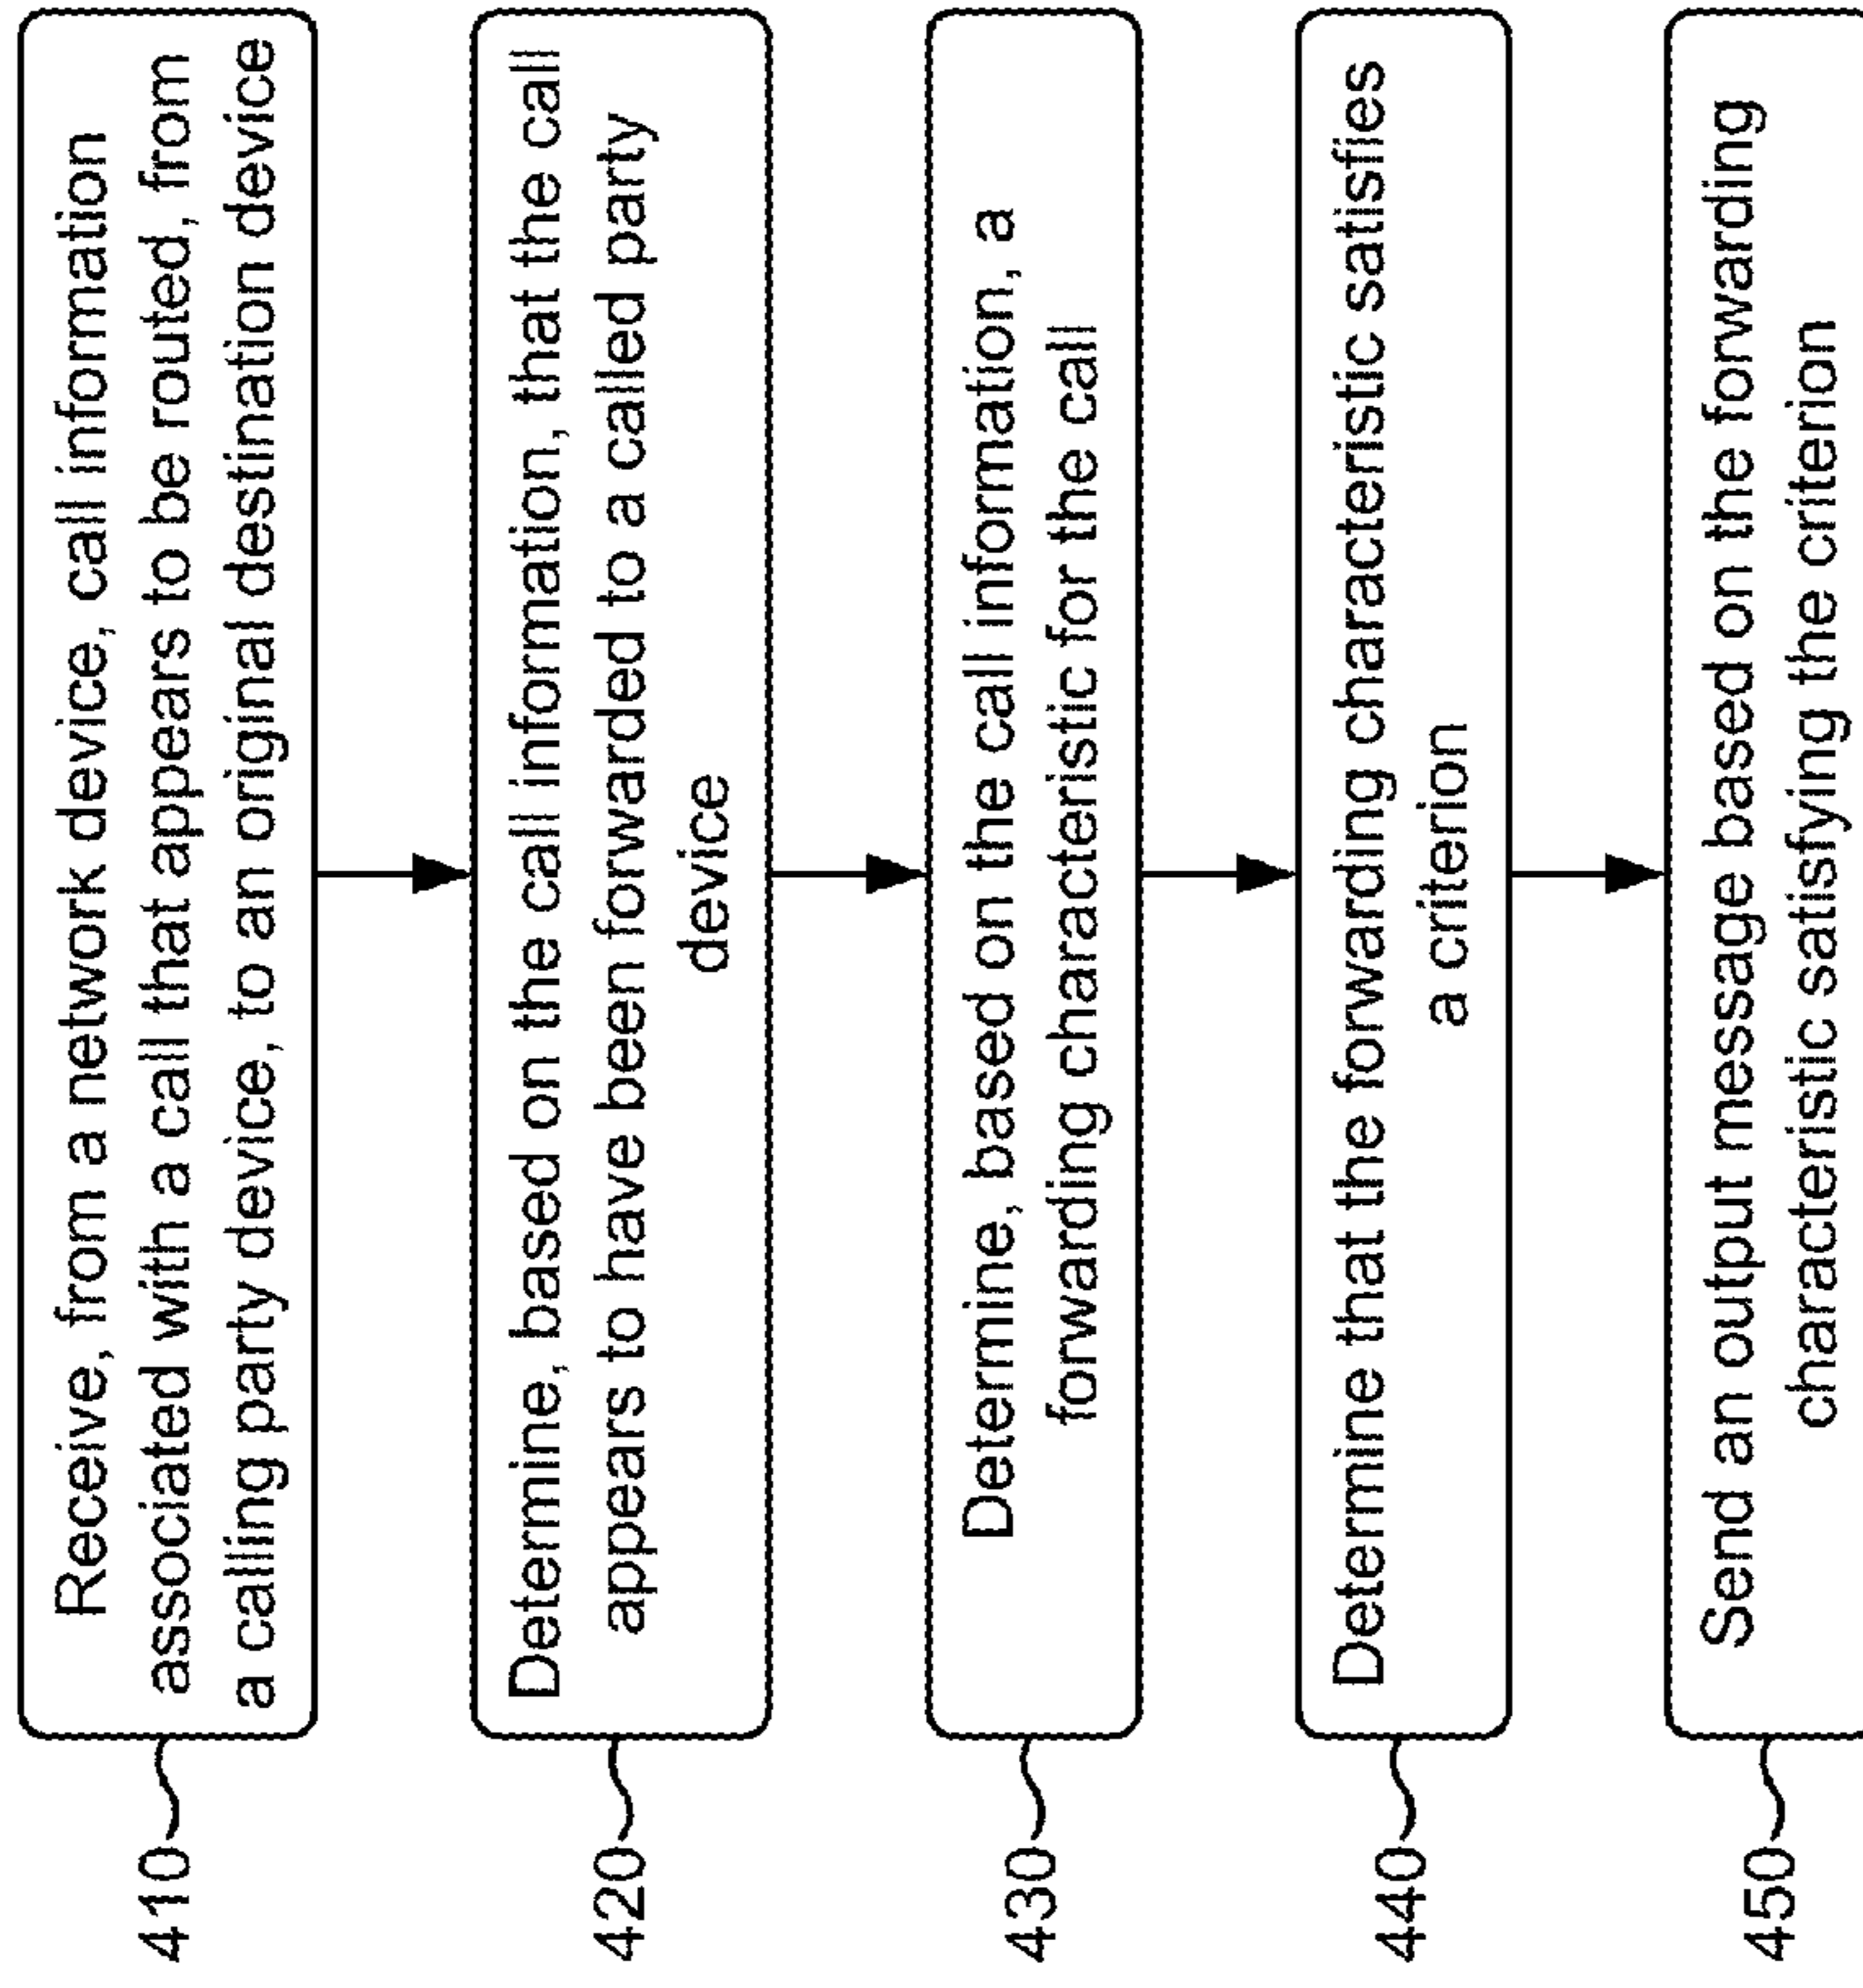 410
Receive, from a network device, call information
associated with a call that appears to be routed, from
a calling party device, to an original destination device
420
Determine, based on the call information, that the call
appears to have been forwarded to a called party
device
430
Determine, based on the call information, a
forwarding characteristic for the call
440
Determine that the forwarding characteristic satisfies
a criterion
450
Send an output message based on the forwarding
characteristic satisfying the criterion